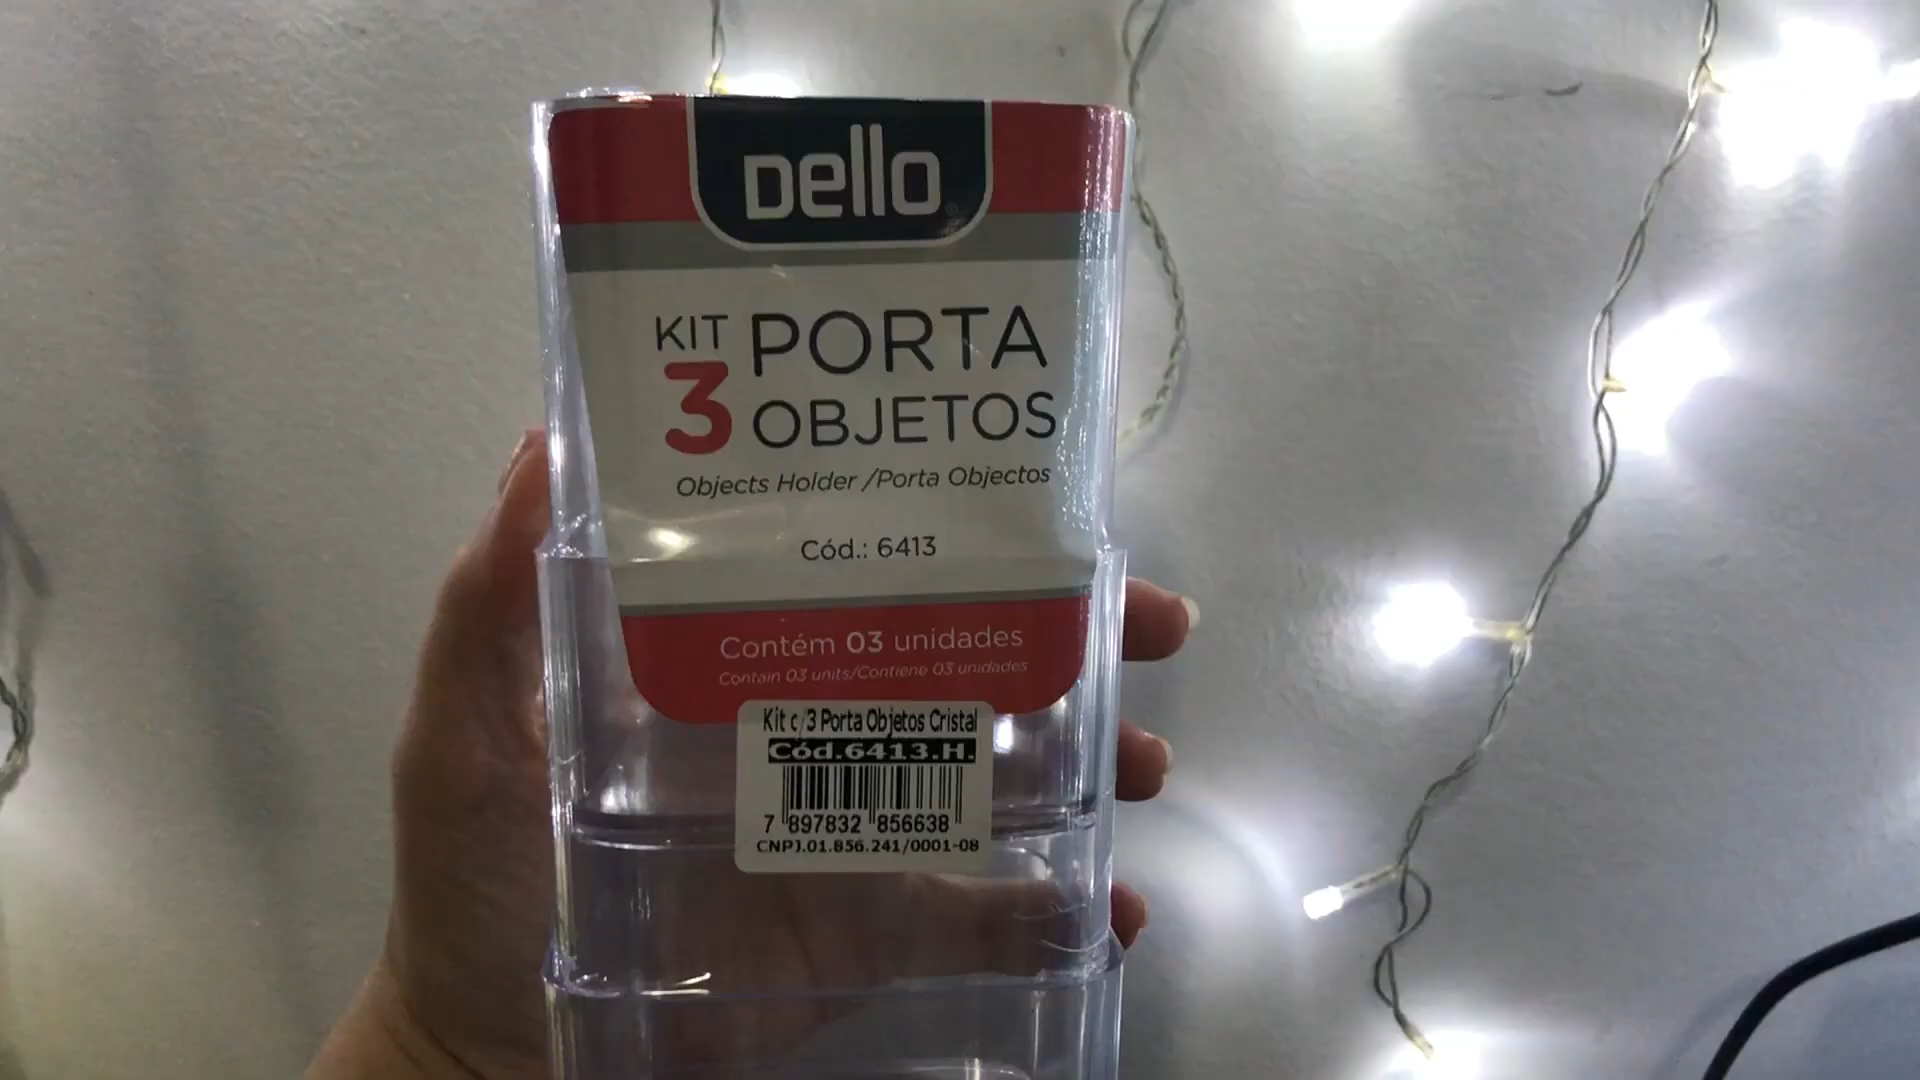 Dello
KIT 3 PORTA
OBJETOS
Objects Holder /Porta Objectos
Cód.: 6413
Contém 03 unidades
Contain 03 units/Contiene 03 unidades
Kit c/3 Porta Objetos Cristal
Cód.6413.H.
7 897832 856638
CNPJ.01.856.241/0001-08